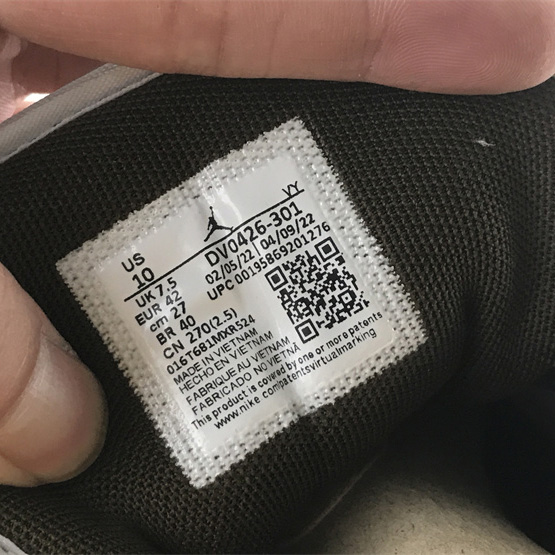 VY
US
10
DV0426-301
UK 7,5
02/05/22 04/09/22
EUR 42
UPC 00195869201276
cm 27
BR 40
CN 270(2.5)
016T681MXRS24
MADE IN VIETNAM
HECHO EN VIETNAM
FABRIQUE AU VIETNAM
FABRICADO NO VIETNÃ
This product is covered by one or more patents
www.nike.com/patentsvirtualmarking